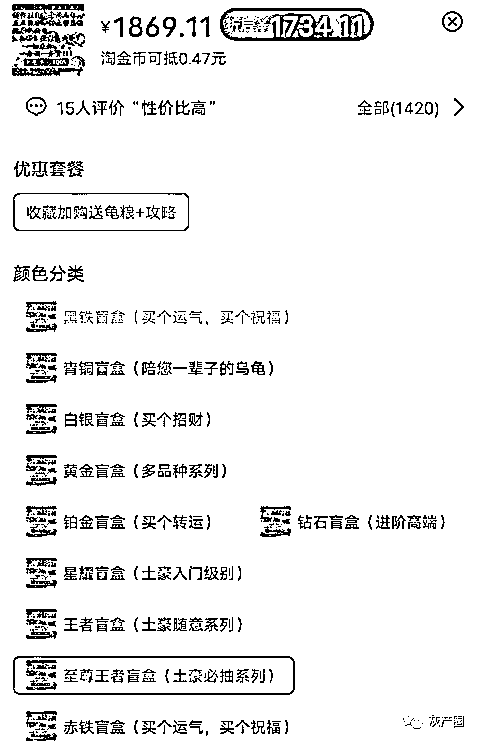 ¥1869.11 折后¥1734.11
淘金币可抵0.47元
15人评价“性价比高” 全部(1420)
优惠套餐
收藏加购送龟粮+攻略
颜色分类
黑铁盲盒（买个运气，买个祝福）
青铜盲盒（陪您一辈子的乌龟）
白银盲盒（买个招财）
黄金盲盒（多品种系列）
铂金盲盒（买个转运） 钻石盲盒（进阶高端）
星耀盲盒（土豪入门级别）
王者盲盒（土豪随意系列）
至尊王者盲盒（土豪必抽系列）
赤铁盲盒（买个运气，买个祝福）
灰产圈